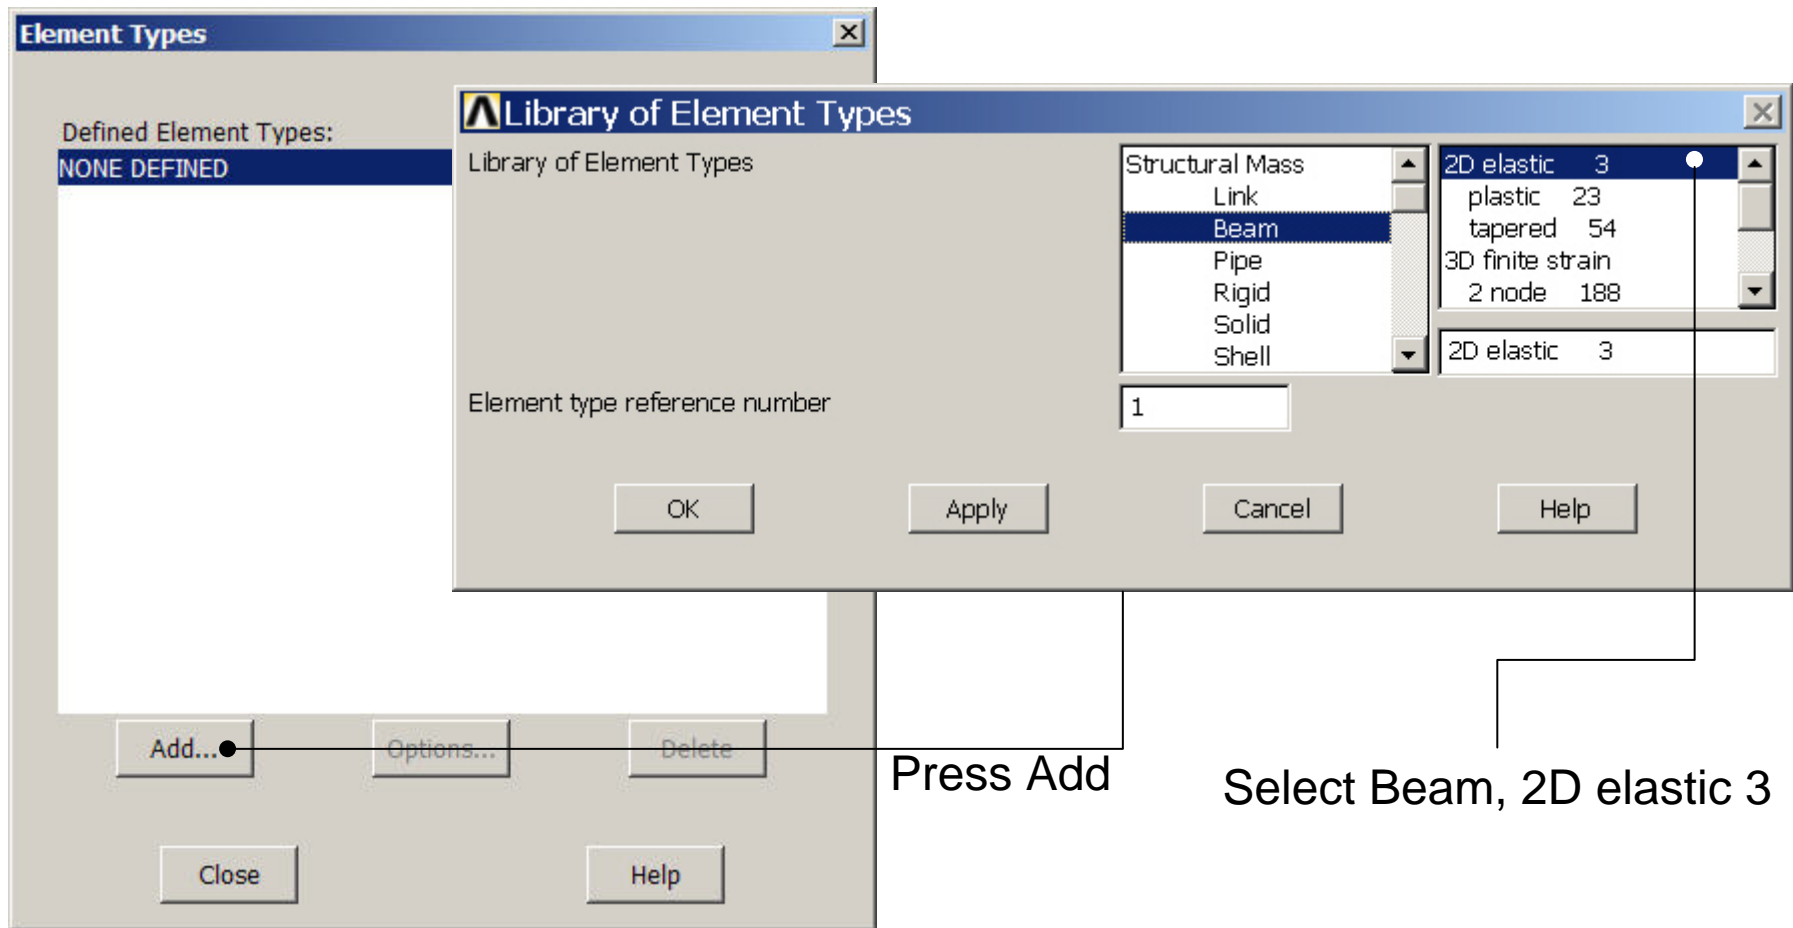 Element Types
Defined Element Types:
NONE DEFINED
Add...
Options...
Delete
Close
Help
Library of Element Types
Library of Element Types
Structural Mass
Link
Beam
Pipe
Rigid
Solid
Shell
2D elastic 3
plastic 23
tapered 54
3D finite strain
2 node 188
2D elastic 3
Element type reference number
1
OK
Apply
Cancel
Help
Press Add
Select Beam, 2D elastic 3